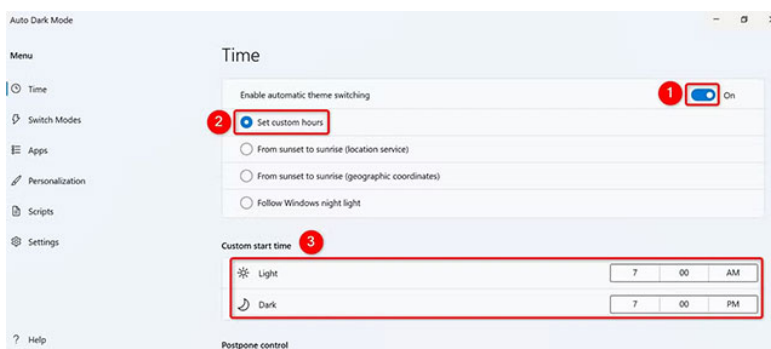 Auto Dark Mode
Menu
Time
Switch Modes
Apps
Personalization
Scripts
Settings
? Help
Time
Enable automatic theme switching
1
On
2
Set custom hours
From sunset to sunrise (location service)
From sunset to sunrise (geographic coordinates)
Follow Windows night light
Custom start time
3
Light 7 00 AM
Dark 7 00 PM
Postpone control